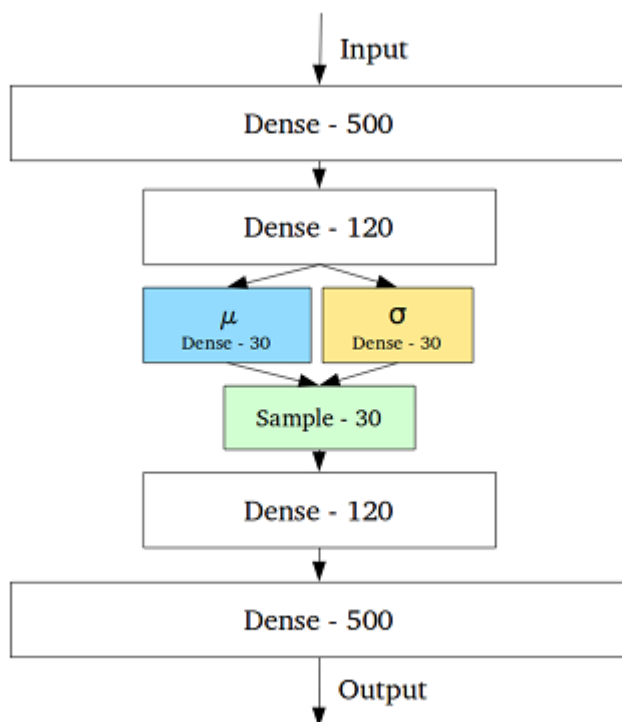 Input
Dense - 500
Dense - 120
μ
Dense - 30
σ
Dense - 30
Sample - 30
Dense - 120
Dense - 500
Output